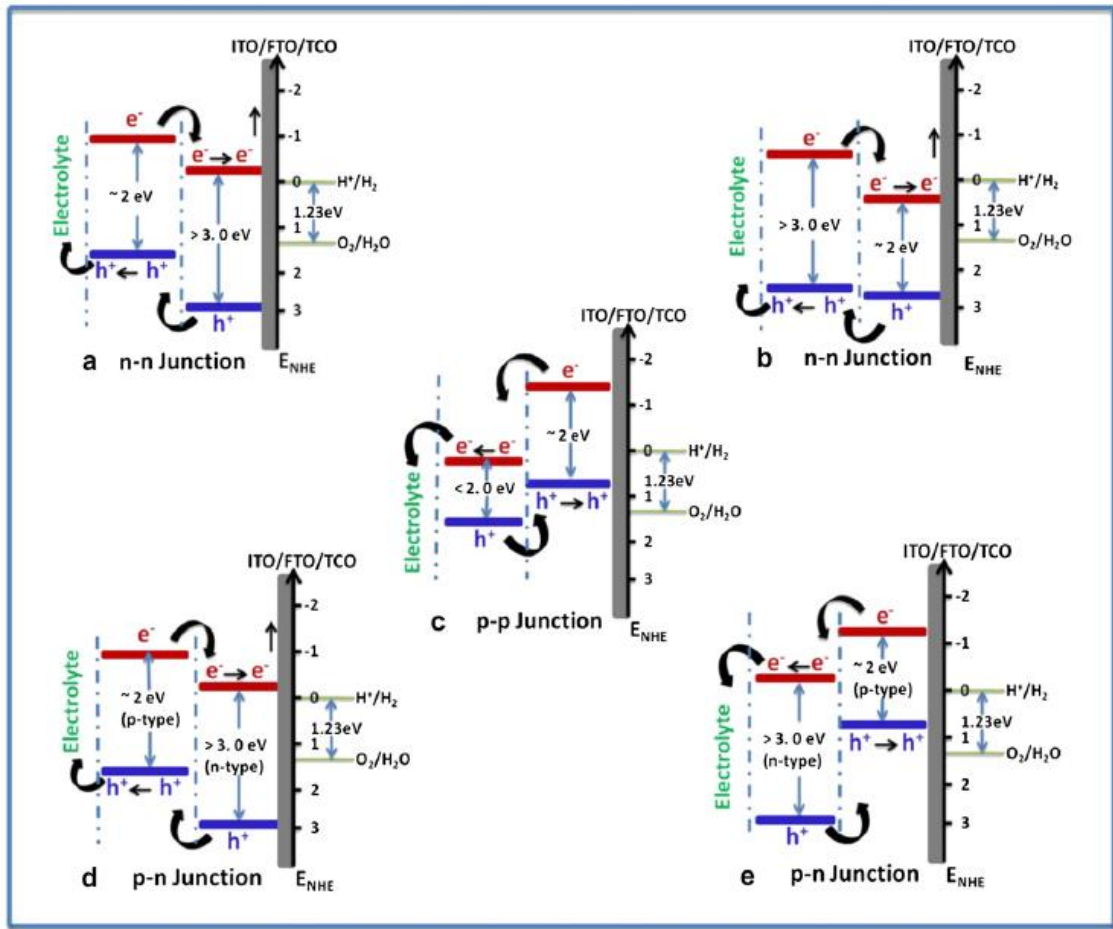 ITO/FTO/TCO
-2
-1
0
1
2
3
e⁻
e⁻ → e⁻
~ 2 eV
> 3.0 eV
H⁺/H₂
1.23eV
O₂/H₂O
Electrolyte
h⁺ ← h⁺
h⁺
a
n-n Junction
E_NHE
ITO/FTO/TCO
-2
-1
0
1
2
3
e⁻
e⁻ → e⁻
> 3.0 eV
~ 2 eV
H⁺/H₂
1.23eV
O₂/H₂O
Electrolyte
h⁺ ← h⁺
h⁺
b
n-n Junction
E_NHE
ITO/FTO/TCO
-2
-1
0
1
2
3
e⁻
e⁻ ← e⁻
~ 2 eV
< 2.0 eV
H⁺/H₂
1.23eV
O₂/H₂O
Electrolyte
h⁺ → h⁺
h⁺
c
p-p Junction
E_NHE
ITO/FTO/TCO
-2
-1
0
1
2
3
e⁻
e⁻ → e⁻
~ 2 eV
(p-type)
> 3.0 eV
(n-type)
H⁺/H₂
1.23eV
O₂/H₂O
Electrolyte
h⁺ ← h⁺
h⁺
d
p-n Junction
E_NHE
ITO/FTO/TCO
-2
-1
0
1
2
3
e⁻
e⁻ ← e⁻
~ 2 eV
(p-type)
> 3.0 eV
(n-type)
H⁺/H₂
1.23eV
O₂/H₂O
Electrolyte
h⁺ → h⁺
h⁺
e
p-n Junction
E_NHE